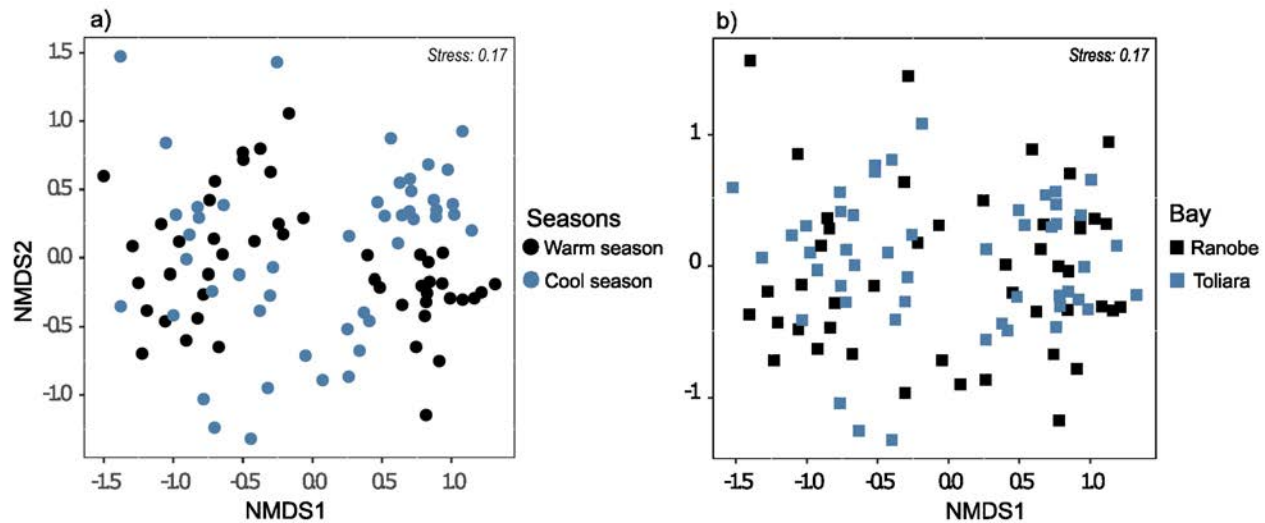 a)
Stress: 0.17
1.5
1.0
0.5
0.0
-0.5
-1.0
NMDS2
-1.5 -1.0 -0.5 0.0 0.5 1.0
NMDS1
Seasons
Warm season
Cool season
b)
Stress: 0.17
1
0
-1
-1.5 -1.0 -0.5 0.0 0.5 1.0
NMDS1
Bay
Ranobe
Toliara